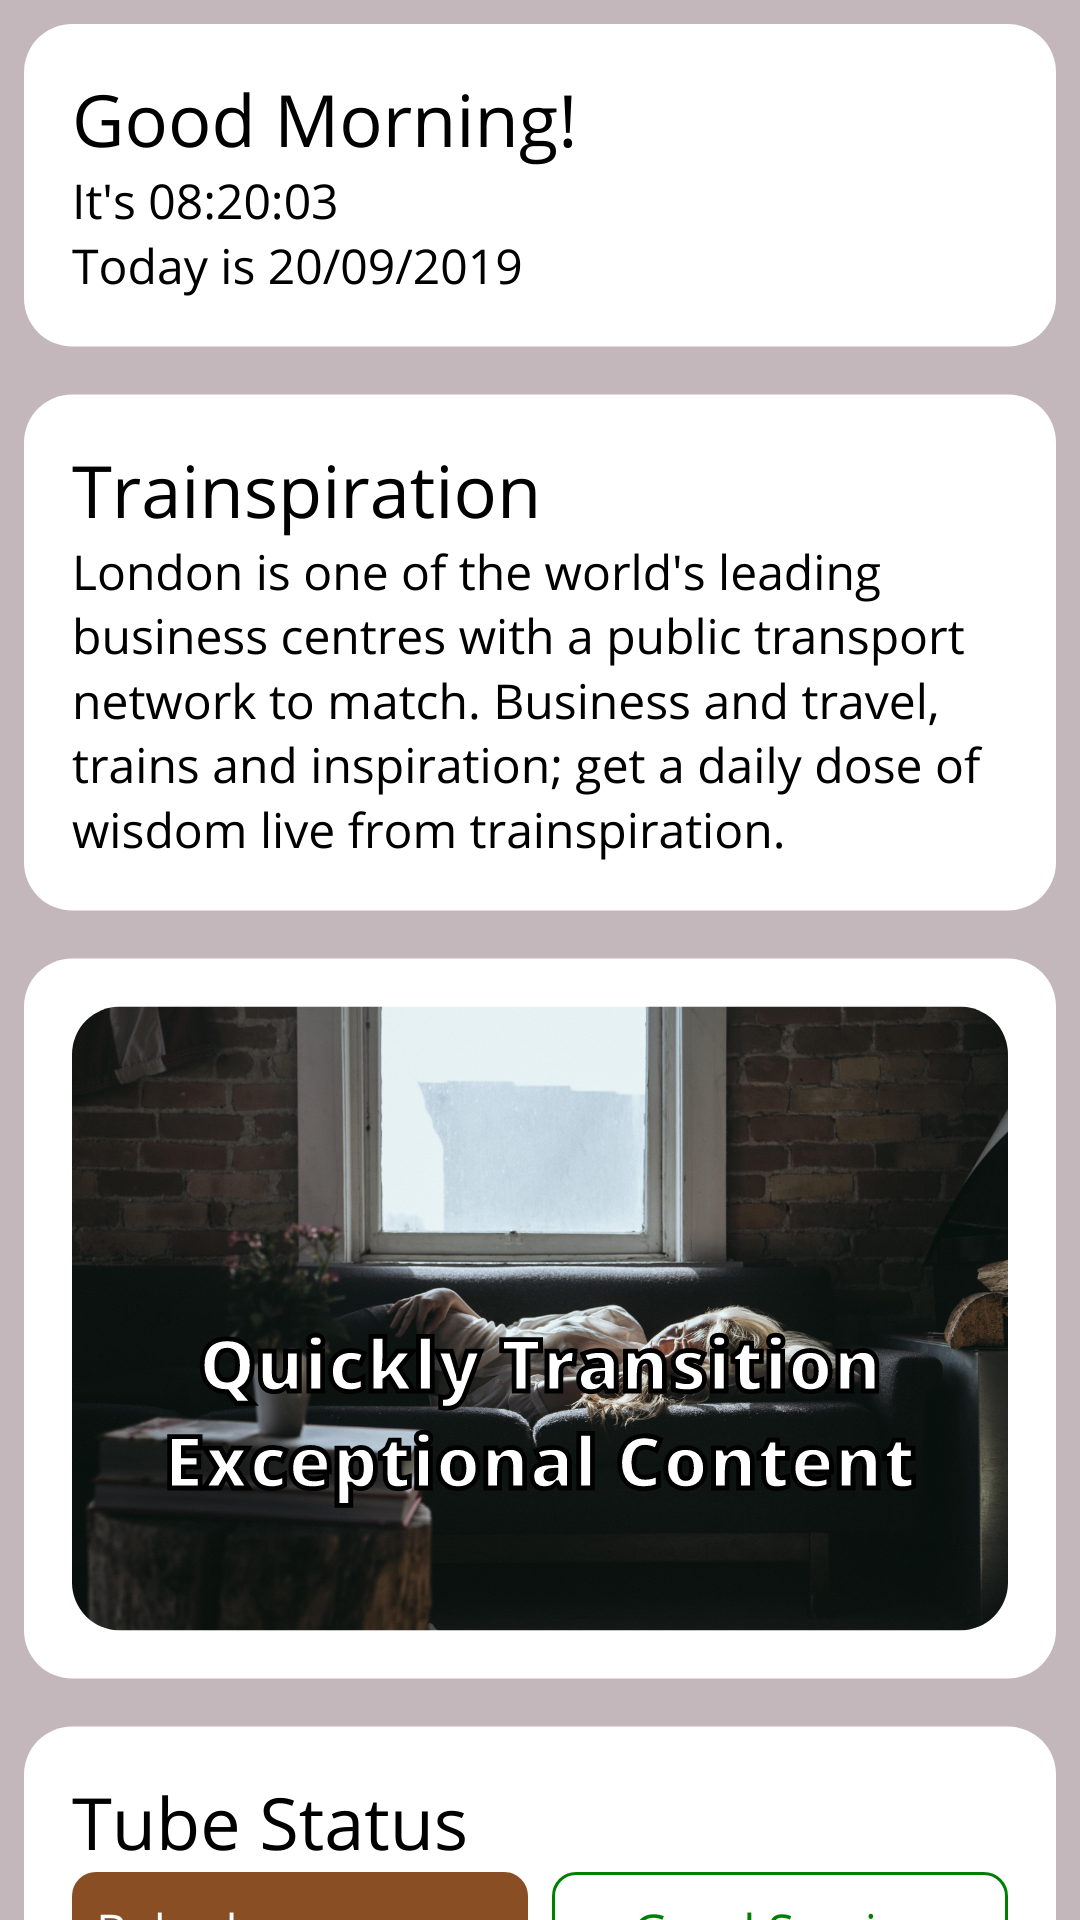 Good Morning!
It's 08:20:03
Today is 20/09/2019
Trainspiration
London is one of the world's leading
business centres with a public transport
network to match. Business and travel,
trains and inspiration; get a daily dose of
wisdom live from trainspiration.
Quickly Transition
Exceptional Content
Tube Status